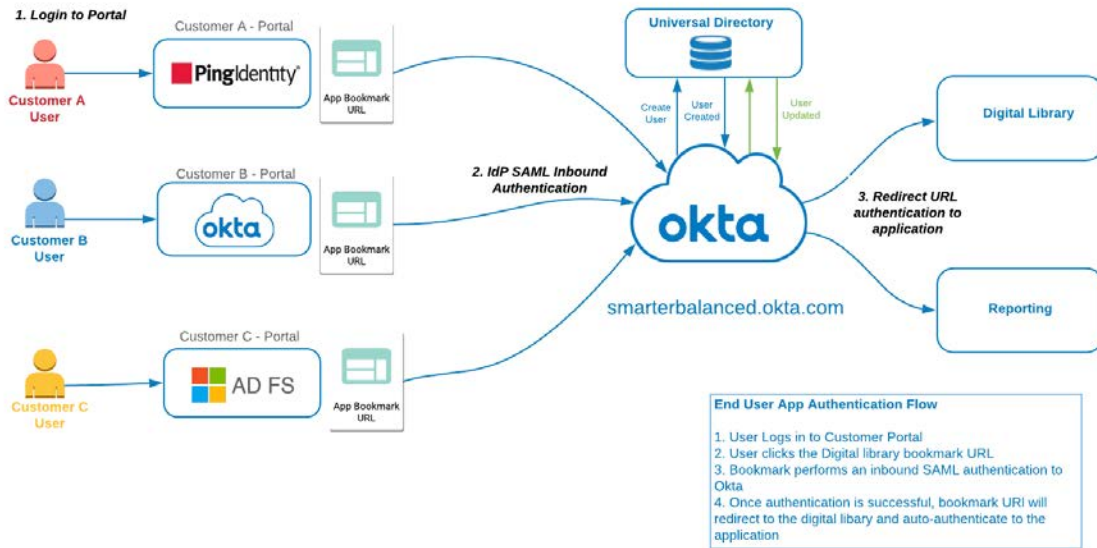 1. Login to Portal
Customer A - Portal
PingIdentity®
App Bookmark
URL
Customer A
User
Customer B - Portal
okta
App Bookmark
URL
Customer B
User
Customer C - Portal
AD FS
App Bookmark
URL
Customer C
User
2. IdP SAML Inbound
Authentication
Universal Directory
Create
User
User
Created
User
Updated
okta
smarterbalanced.okta.com
3. Redirect URL
authentication to
application
Digital Library
Reporting
End User App Authentication Flow
1. User Logs in to Customer Portal
2. User clicks the Digital library bookmark URL
3. Bookmark performs an inbound SAML authentication to
Okta
4. Once authentication is successful, bookmark URl will
redirect to the digital libary and auto-authenticate to the
application